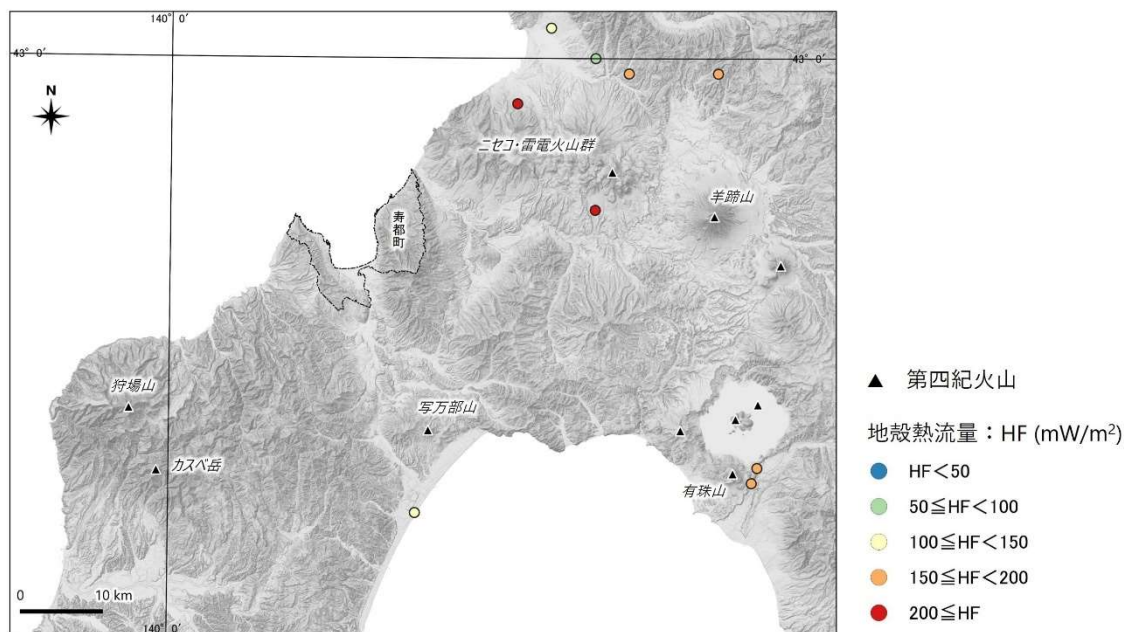 140° 0′
43° 0′
43° 0′
N
ニセコ・雷電火山群
羊蹄山
寿都町
狩場山
写万部山
カスベ岳
有珠山
0 10 km
140° 0′
▲ 第四紀火山
地殻熱流量：HF (mW/m²)
HF＜50
50≦HF＜100
100≦HF＜150
150≦HF＜200
200≦HF